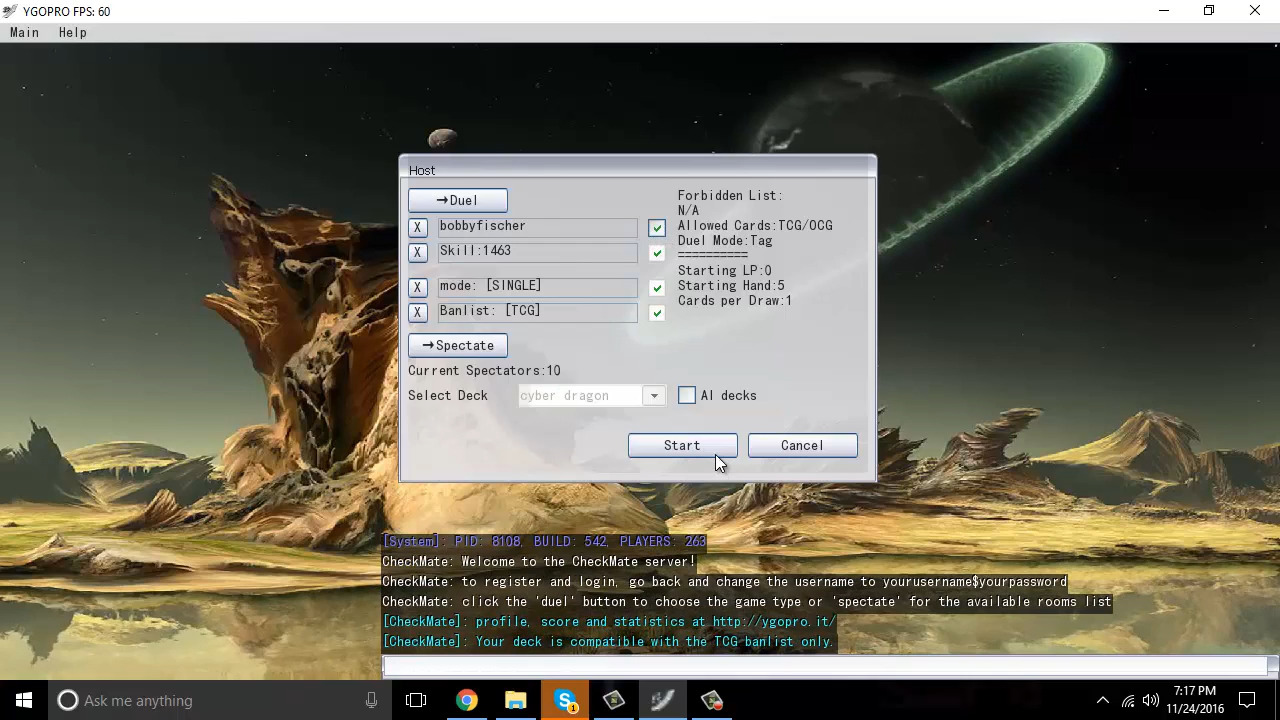 YGOPRO FPS: 60
Main Help
Host
→Duel
X bobbyfischer
X Skill:1463
X mode: [SINGLE]
X Banlist: [TCG]
→Spectate
Current Spectators:10
Select Deck cyber dragon AI decks
Start Cancel
Forbidden List:
N/A
Allowed Cards:TCG/OCG
Duel Mode:Tag
==========
Starting LP:0
Starting Hand:5
Cards per Draw:1
[System]: PID: 8108, BUILD: 542, PLAYERS: 263
CheckMate: Welcome to the CheckMate server!
CheckMate: to register and login, go back and change the username to yourusername$yourpassword
CheckMate: click the 'duel' button to choose the game type or 'spectate' for the available rooms list
[CheckMate]: profile, score and statistics at http://ygopro.it/
[CheckMate]: Your deck is compatible with the TCG banlist only.
Ask me anything
S 1
7:17 PM
11/24/2016